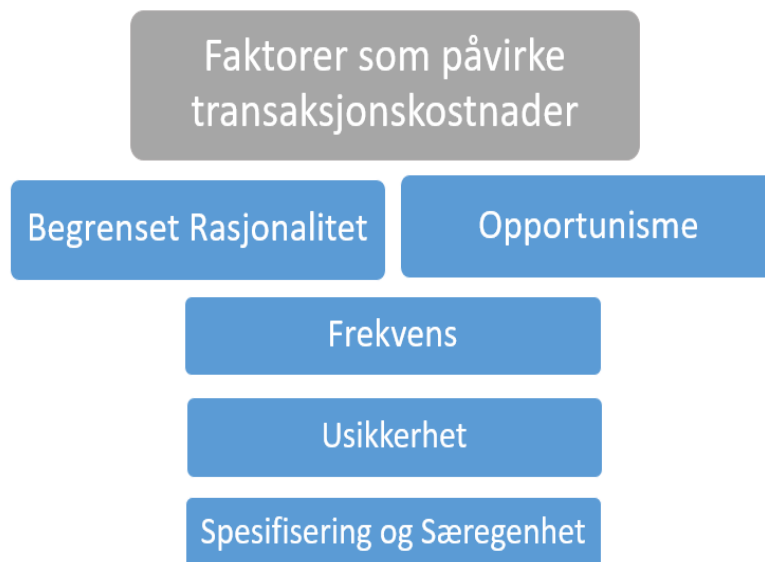 Faktorer som påvirke
transaksjonskostnader
Begrenset Rasjonalitet
Opportunisme
Frekvens
Usikkerhet
Spesifisering og Særegenhet